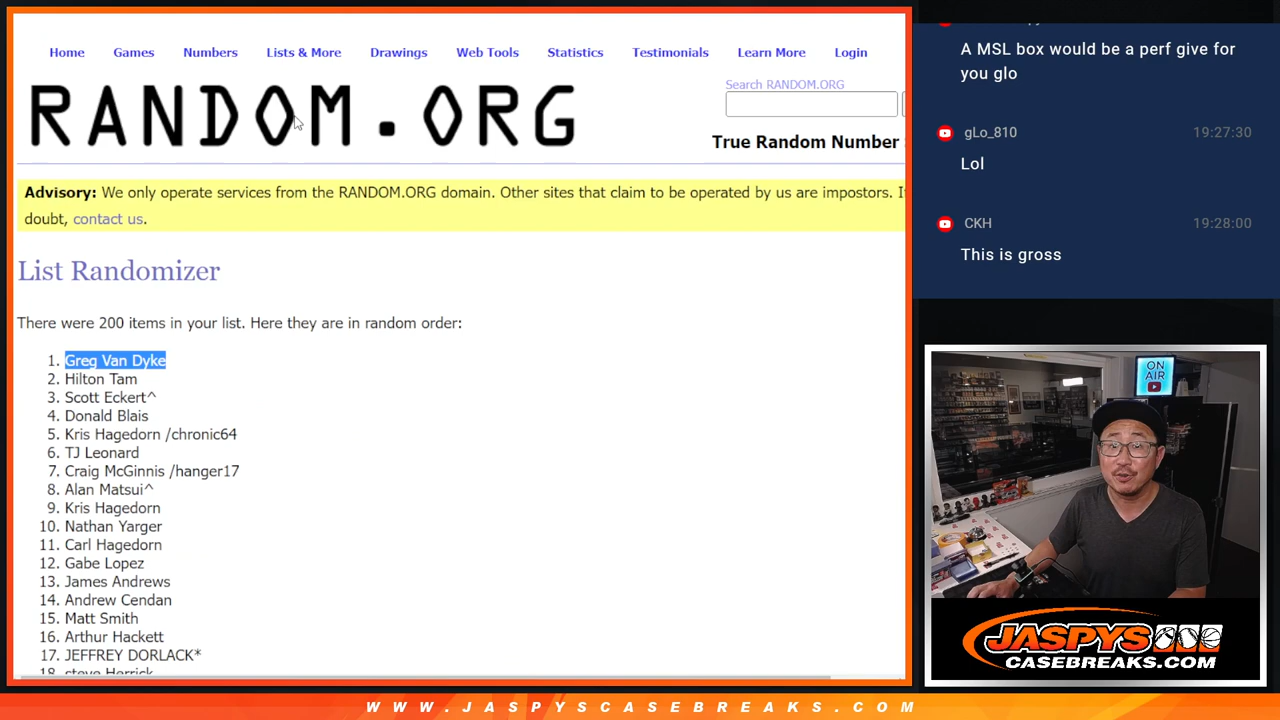 Home Games Numbers Lists & More Drawings Web Tools Statistics Testimonials Learn More Login
RANDOM.ORG
Search RANDOM.ORG
True Random Number
Advisory: We only operate services from the RANDOM.ORG domain. Other sites that claim to be operated by us are impostors. I
doubt, contact us.
List Randomizer
There were 200 items in your list. Here they are in random order:
1. Greg Van Dyke
2. Hilton Tam
3. Scott Eckert^
4. Donald Blais
5. Kris Hagedorn /chronic64
6. TJ Leonard
7. Craig McGinnis /hanger17
8. Alan Matsui^
9. Kris Hagedorn
10. Nathan Yarger
11. Carl Hagedorn
12. Gabe Lopez
13. James Andrews
14. Andrew Cendan
15. Matt Smith
16. Arthur Hackett
17. JEFFREY DORLACK*
18. steve Herrick
A MSL box would be a perf give for
you glo
gLo_810 19:27:30
Lol
CKH 19:28:00
This is gross
ON
AIR
JASPYS
CASEBREAKS.COM
WWW.JASPYSCASEBREAKS.COM